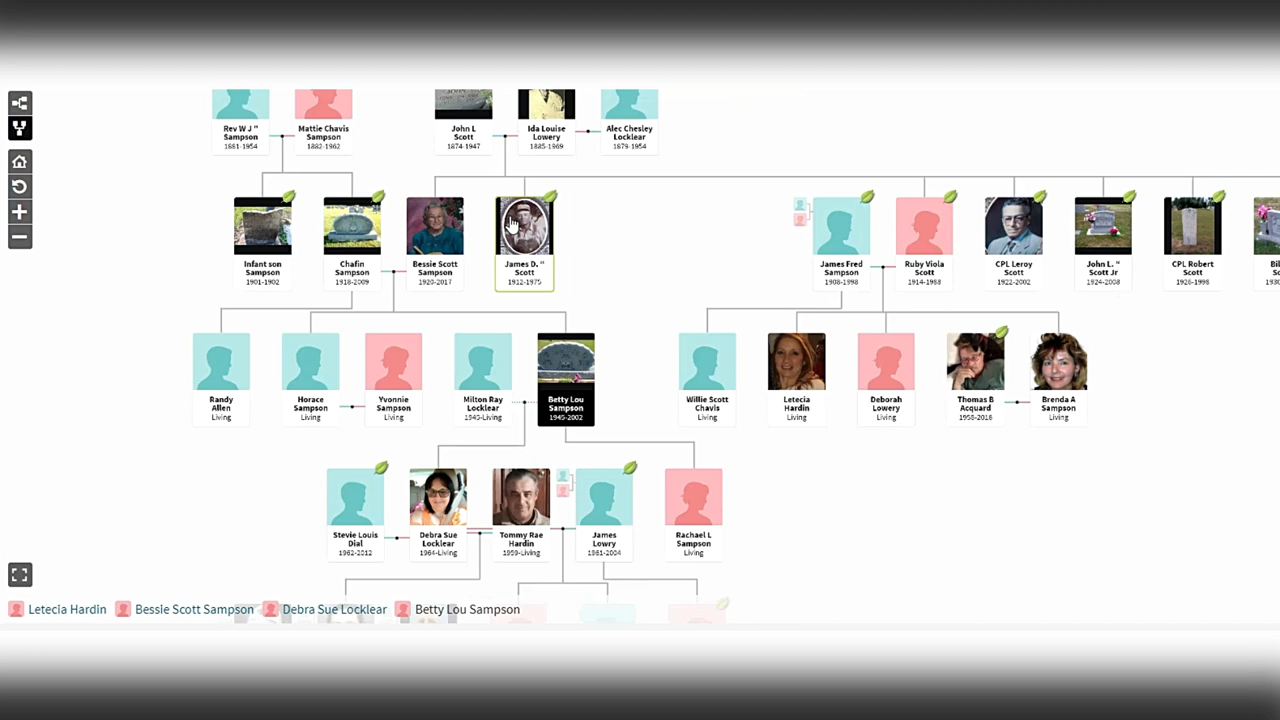 Rev W J "
Sampson
1881-1954
Mattie Chavis
Sampson
1882-1962
John L
Scott
1874-1947
Ida Louise
Lowery
1885-1969
Alec Chesley
Locklear
1879-1954
Infant son
Sampson
1901-1902
Chafin
Sampson
1918-2009
Bessie Scott
Sampson
1920-2017
James D. "
Scott
1912-1975
James Fred
Sampson
1908-1998
Ruby Viola
Scott
1914-1988
CPL Leroy
Scott
1922-2002
John L. "
Scott Jr
1924-2008
CPL Robert
Scott
1926-1998
Randy
Allen
Living
Horace
Sampson
Living
Yvonnie
Sampson
Living
Milton Ray
Locklear
1945-Living
Betty Lou
Sampson
1945-2002
Willie Scott
Chavis
Living
Letecia
Hardin
Living
Deborah
Lowery
Living
Thomas B
Acquard
1958-2018
Brenda A
Sampson
Living
Stevie Louis
Dial
1962-2012
Debra Sue
Locklear
1964-Living
Tommy Rae
Hardin
1959-Living
James
Lowry
1961-2004
Rachael L
Sampson
Living
Letecia Hardin Bessie Scott Sampson Debra Sue Locklear Betty Lou Sampson